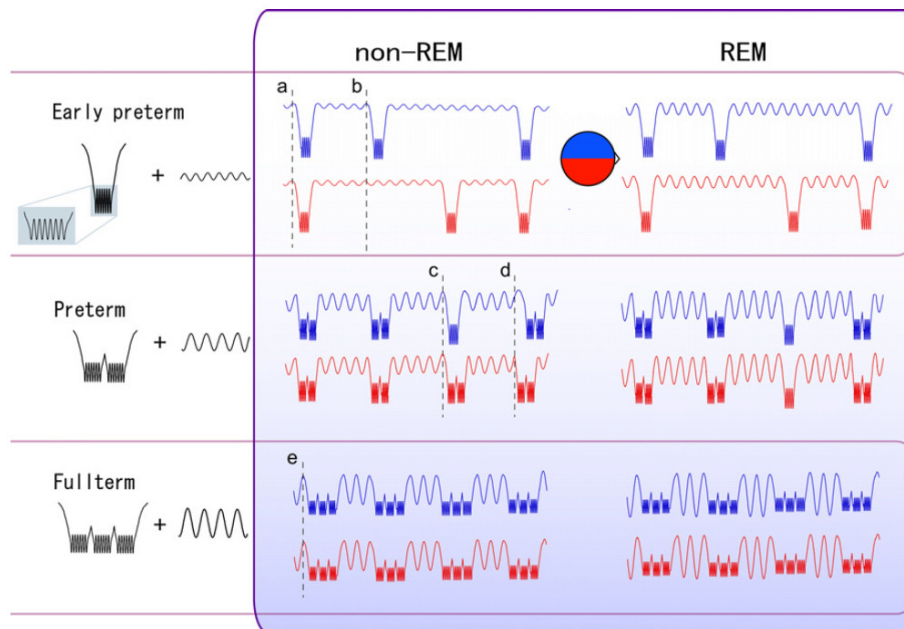 non-REM REM
a b
Early preterm
+
c d
Preterm
+
e
Fullterm
+